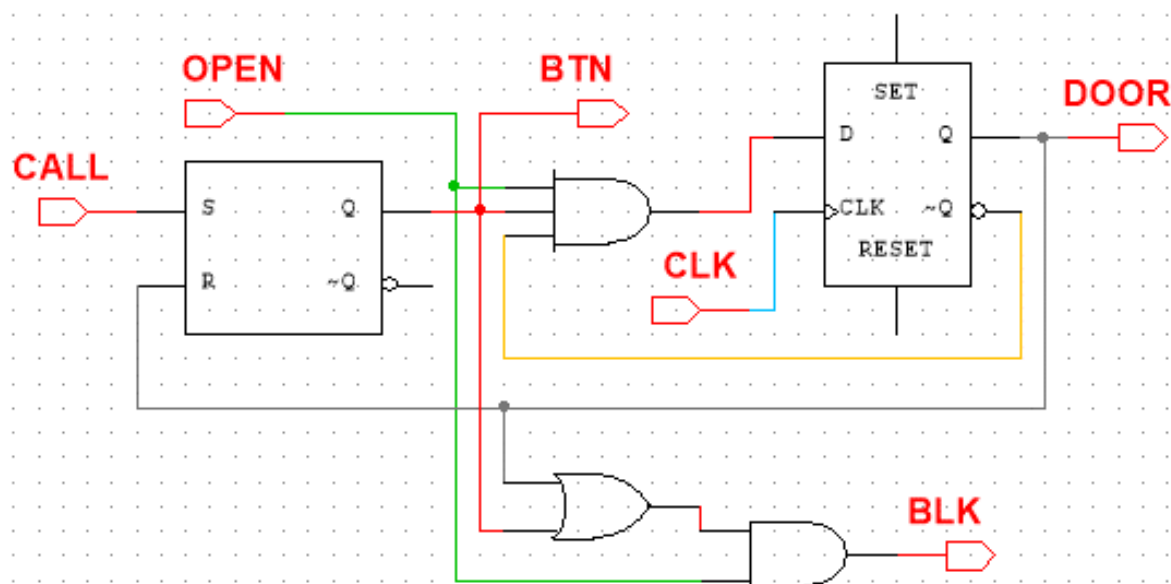 OPEN
BTN
DOOR
CALL
CLK
BLK
S
Q
R
~Q
SET
D
Q
CLK
~Q
RESET